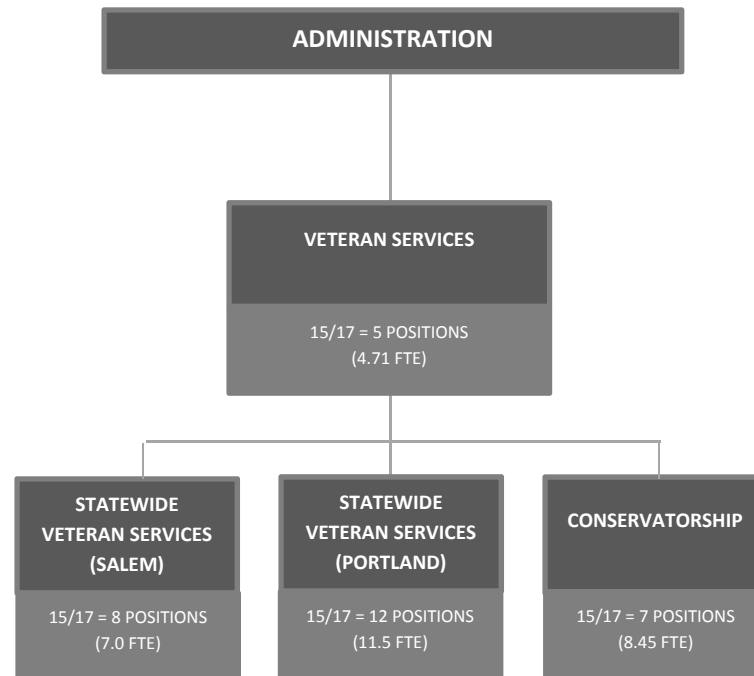 ADMINISTRATION
VETERAN SERVICES
15/17 = 5 POSITIONS
(4.71 FTE)
STATEWIDE
VETERAN SERVICES
(SALEM)
15/17 = 8 POSITIONS
(7.0 FTE)
STATEWIDE
VETERAN SERVICES
(PORTLAND)
15/17 = 12 POSITIONS
(11.5 FTE)
CONSERVATORSHIP
15/17 = 7 POSITIONS
(8.45 FTE)